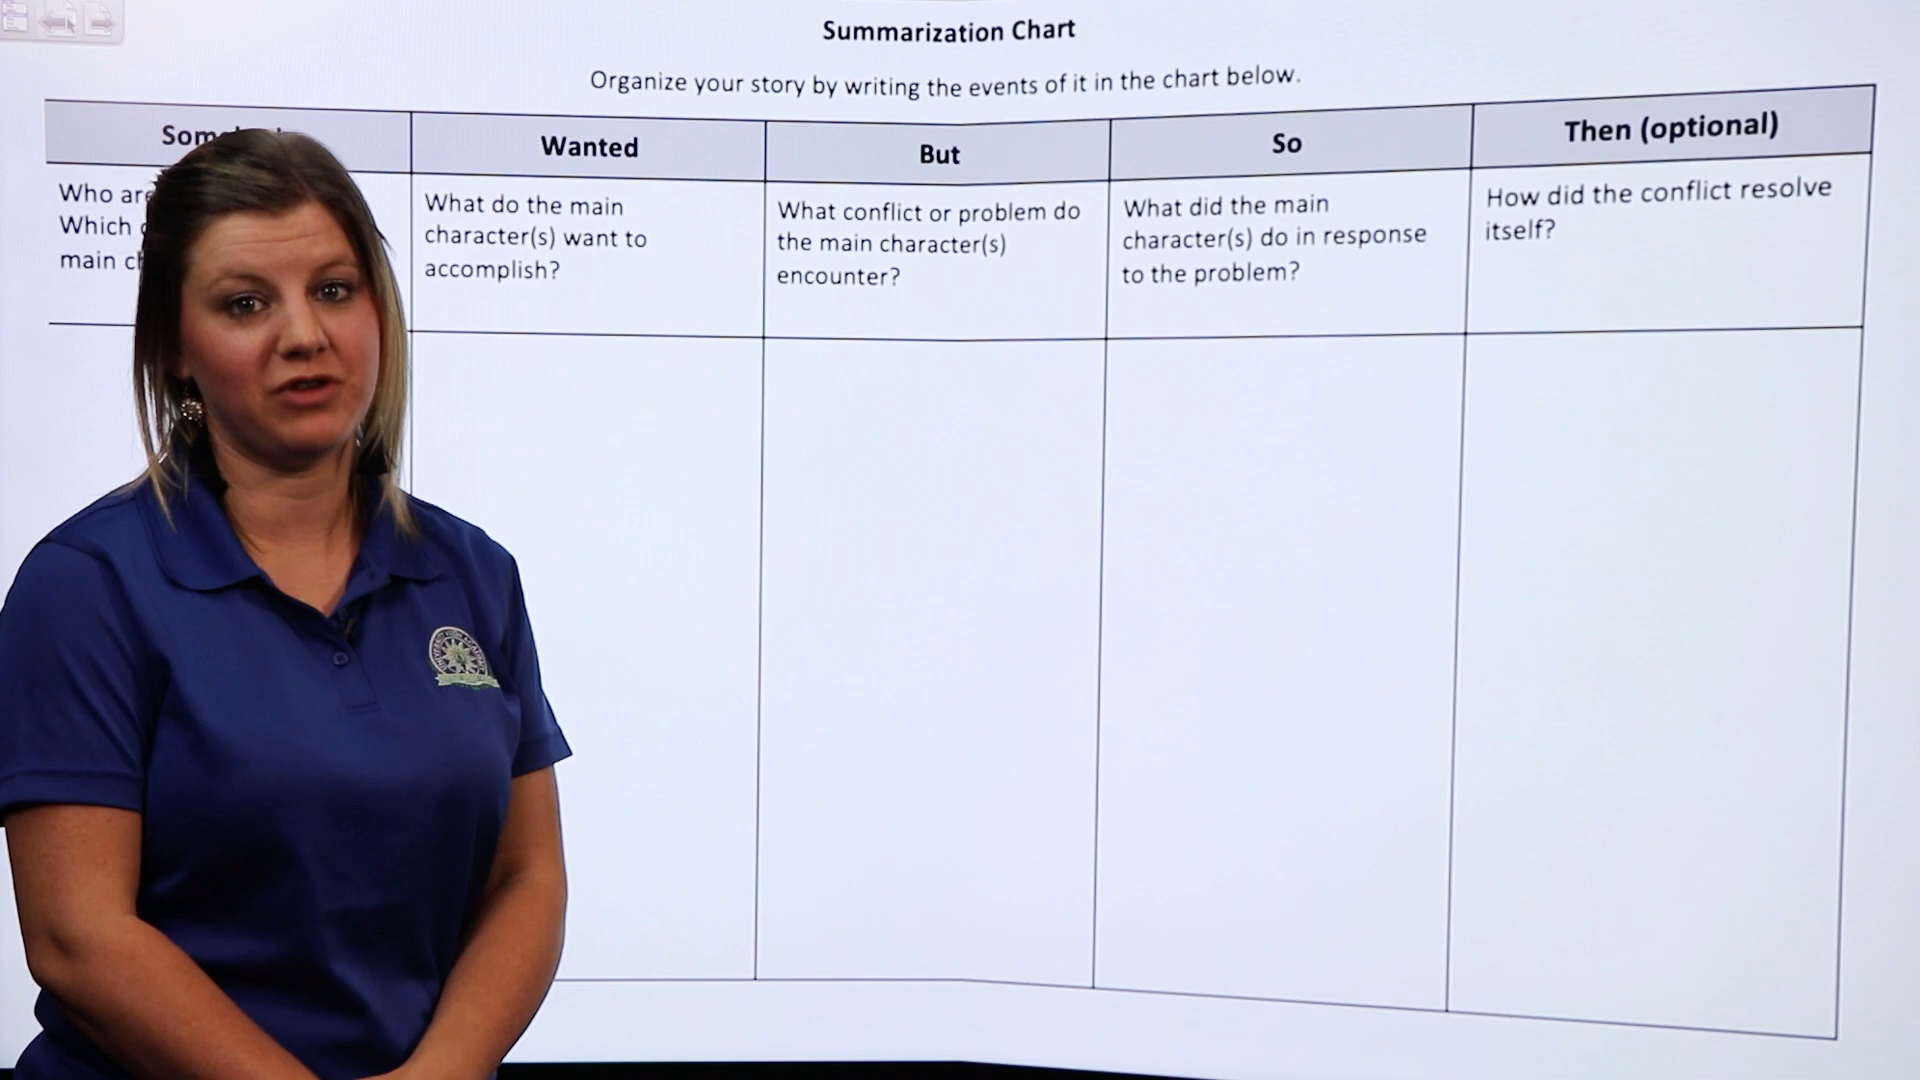 Summarization Chart
Organize your story by writing the events of it in the chart below.
Wanted
But
So
Then (optional)
Who are
Which
main
What do the main
character(s) want to
accomplish?
What conflict or problem do
the main character(s)
encounter?
What did the main
character(s) do in response
to the problem?
How did the conflict resolve
itself?